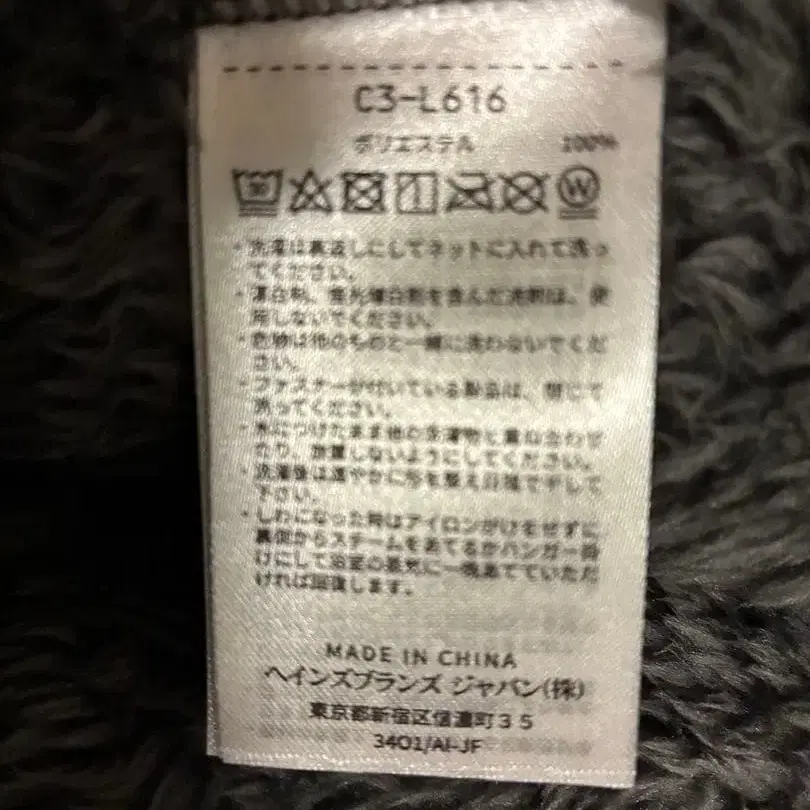 C3-L616
ポリエステル 100%
30 W
・洗濯は裏返しにしてネットに入れて洗っ
てください。
・漂白剤、蛍光増白剤を含んだ洗剤は、使
用しないでください。
・色物は他のものと一緒に洗わないでくだ
さい。
・ファスナー が付いている製品は、閉じて
洗ってください。
・水につけたまま他の洗濯物と重ね合わせ
たり、放置しないようにしてください。
・洗濯後は速やかに形を整え日陰で干して
下さい。
・しわになった時はアイロンがけをせずに
裏側からスチームをあてるかハンガー掛
けにして浴室の蒸気に一晩あてていただ
ければ回復します。
MADE IN CHINA
ヘインズブランズ ジャパン(株)
東京都新宿区信濃町35
3401/AI-JF